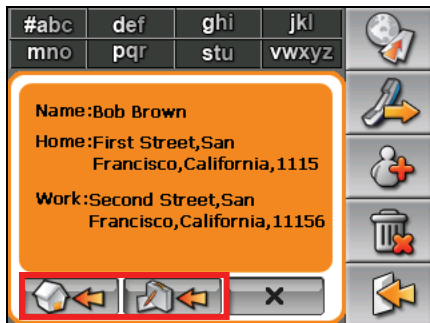 #abc def ghi jkl
mno pqr stu vwxyz
Name:Bob Brown
Home:First Street,San
Francisco,California,1115
Work:Second Street,San
Francisco,California,11156